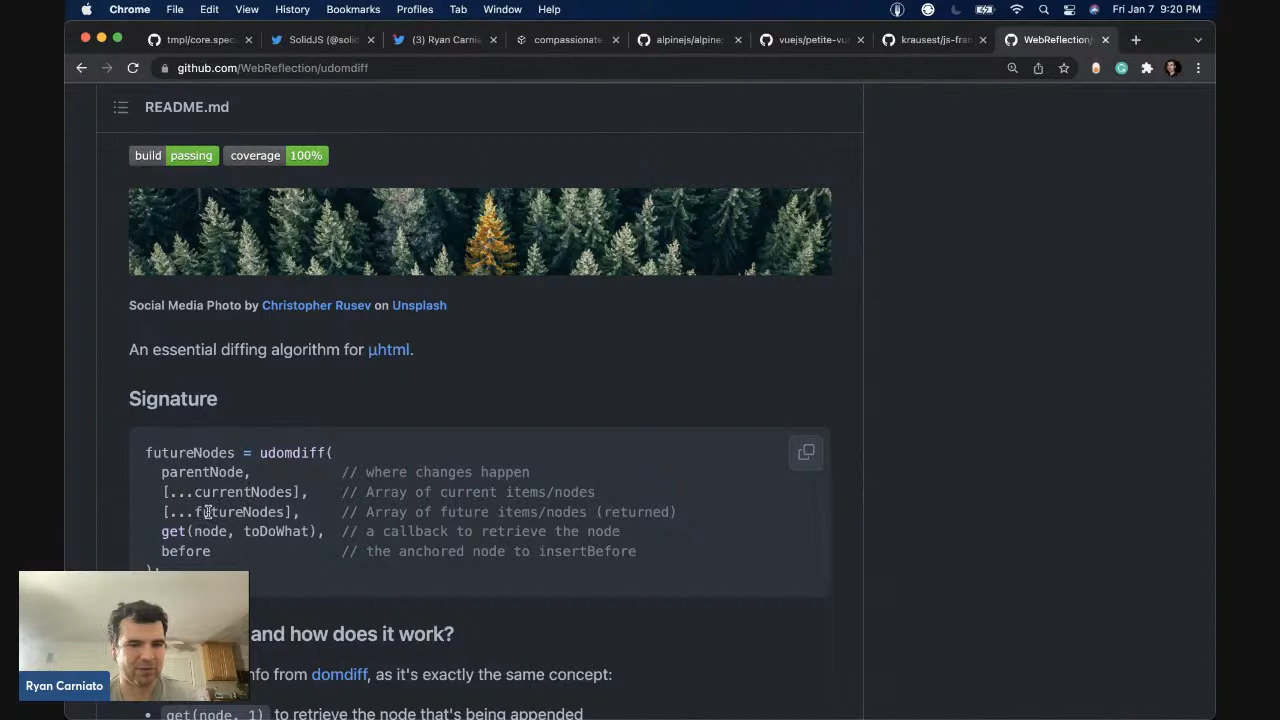 Chrome File Edit View History Bookmarks Profiles Tab Window Help Fri Jan 7 9:20 PM
tmpl/core.spec SolidJS (@solid (3) Ryan Carnia compassionate alpinejs/alpine: vuejs/petite-vu krausest/js-fram WebReflection/
github.com/WebReflection/udomdiff
README.md
build passing coverage 100%
Social Media Photo by Christopher Rusev on Unsplash
An essential diffing algorithm for µhtml.
Signature
futureNodes = udomdiff(
parentNode, // where changes happen
[...currentNodes], // Array of current items/nodes
[...futureNodes], // Array of future items/nodes (returned)
get(node, toDoWhat), // a callback to retrieve the node
before // the anchored node to insertBefore
);
and how does it work?
nfo from domdiff, as it's exactly the same concept:
• get(node, 1) to retrieve the node that's being appended
Ryan Carniato